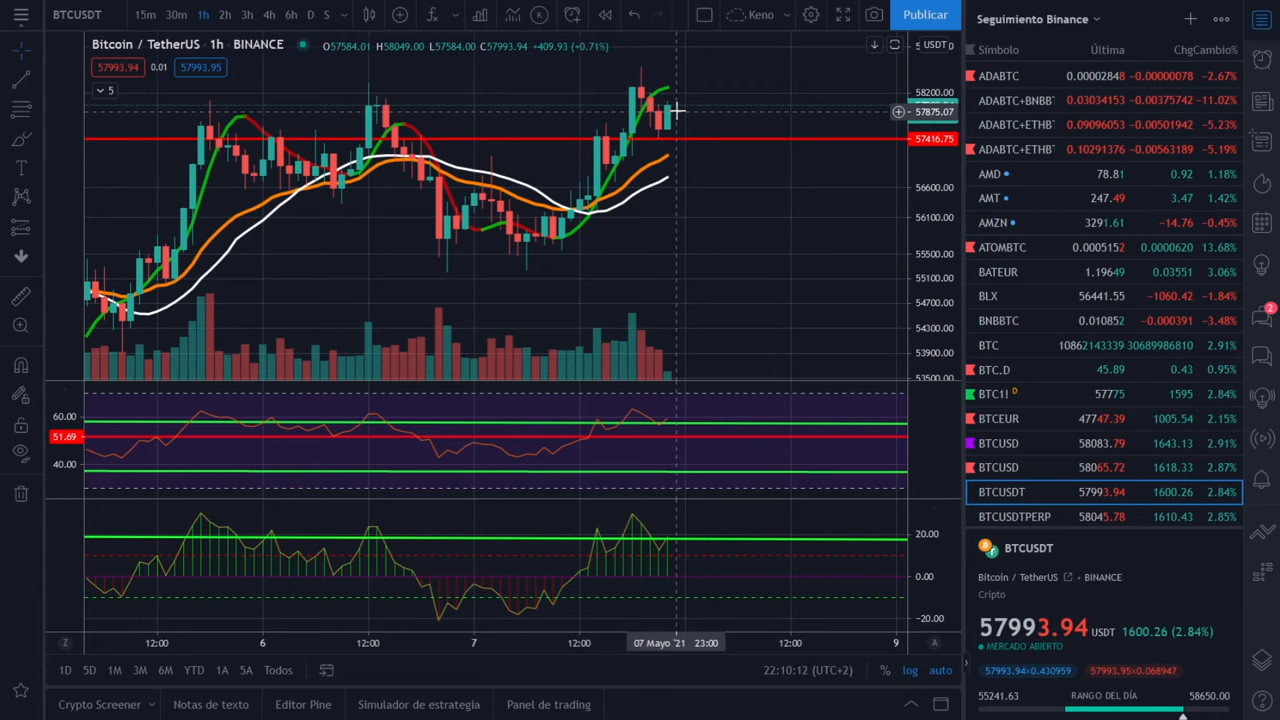 BTCUSDT 15m 30m 1h 2h 3h 4h 6h D S Keno Publicar
Bitcoin / TetherUS · 1h · BINANCE O57584.01 H58049.00 L57584.00 C57993.94 +409.93 (+0.71%)
57993.94 0.01 57993.95
5
USDT
58200.00
57875.07
57416.75
56600.00
56100.00
55500.00
55100.00
54700.00
54300.00
53900.00
53500.00
60.00
51.69
40.00
20.00
0.00
−20.00
Z 12:00 6 12:00 7 12:00 07 Mayo '21 23:00 12:00 9 A
1D 5D 1M 3M 6M YTD 1A 5A Todos 22:10:12 (UTC+2) % log auto
Crypto Screener Notas de texto Editor Pine Simulador de estrategia Panel de trading
Seguimiento Binance
Símbolo Última Chg Cambio%
ADABTC 0.00002848 −0.00000078 −2.67%
ADABTC+BNBB 0.03034153 −0.00375742 −11.02%
ADABTC+ETHB 0.09096053 −0.00501942 −5.23%
ADABTC+ETHB 0.10291376 −0.00563189 −5.19%
AMD 78.81 0.92 1.18%
AMT 247.49 3.47 1.42%
AMZN 3291.61 −14.76 −0.45%
ATOMBTC 0.0005152 0.0000620 13.68%
BATEUR 1.19649 0.03551 3.06%
BLX 56441.55 −1060.42 −1.84%
BNBBTC 0.010852 −0.000391 −3.48%
BTC 10862143339 30689986810 2.91%
BTC.D 45.89 0.43 0.95%
BTC1! D 57775 1595 2.84%
BTCEUR 47747.39 1005.54 2.15%
BTCUSD 58083.79 1643.13 2.91%
BTCUSD 58065.72 1618.33 2.87%
BTCUSDT 57993.94 1600.26 2.84%
BTCUSDTPERP 58045.78 1610.43 2.85%
BTCUSDT
Bitcoin / TetherUS • BINANCE
Cripto
57993.94 USDT 1600.26 (2.84%)
MERCADO ABIERTO
57993.94×0.430959 57993.95×0.068947
55241.63 RANGO DEL DÍA 58650.00
2